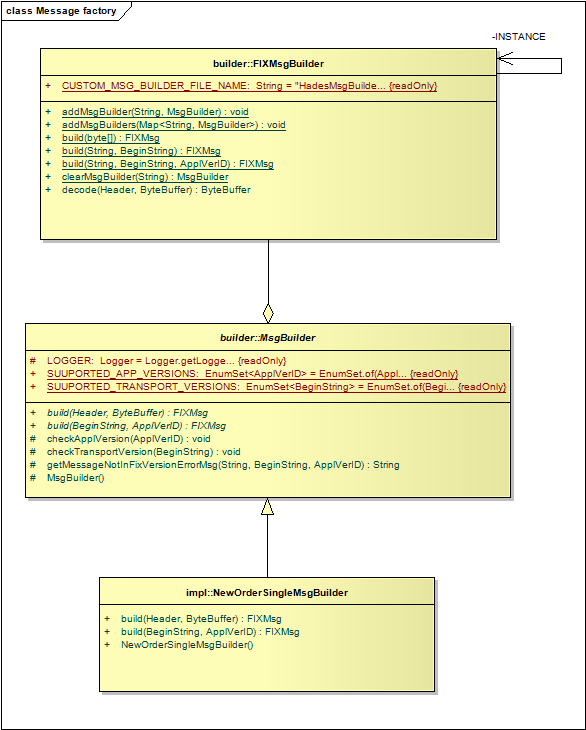 class Message factory
-INSTANCE
builder::FIXMsgBuilder
+ CUSTOM_MSG_BUILDER_FILE_NAME: String = "HadesMsgBuilde... {readOnly}
+ addMsgBuilder(String, MsgBuilder) : void
+ addMsgBuilders(Map<String, MsgBuilder>) : void
+ build(byte[]) : FIXMsg
+ build(String, BeginString) : FIXMsg
+ build(String, BeginString, ApplVerID) : FIXMsg
+ clearMsgBuilder(String) : MsgBuilder
+ decode(Header, ByteBuffer) : ByteBuffer
builder::MsgBuilder
# LOGGER: Logger = Logger.getLogge... {readOnly}
+ SUUPORTED_APP_VERSIONS: EnumSet<ApplVerID> = EnumSet.of(Appl... {readOnly}
+ SUUPORTED_TRANSPORT_VERSIONS: EnumSet<BeginString> = EnumSet.of(Begi... {readOnly}
+ build(Header, ByteBuffer) : FIXMsg
+ build(BeginString, ApplVerID) : FIXMsg
# checkApplVersion(ApplVerID) : void
# checkTransportVersion(BeginString) : void
# getMessageNotInFixVersionErrorMsg(String, BeginString, ApplVerID) : String
# MsgBuilder()
impl::NewOrderSingleMsgBuilder
+ build(Header, ByteBuffer) : FIXMsg
+ build(BeginString, ApplVerID) : FIXMsg
+ NewOrderSingleMsgBuilder()